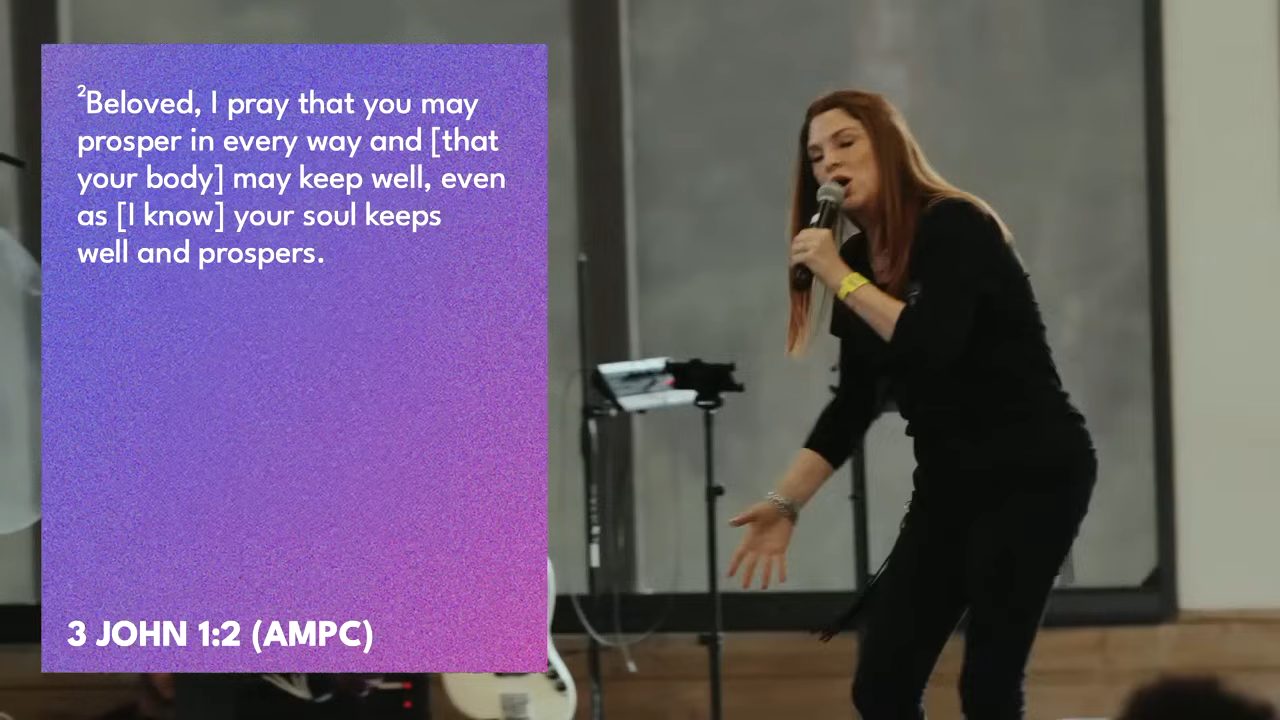 ²Beloved, I pray that you may
prosper in every way and [that
your body] may keep well, even
as [I know] your soul keeps
well and prospers.
3 JOHN 1:2 (AMPC)